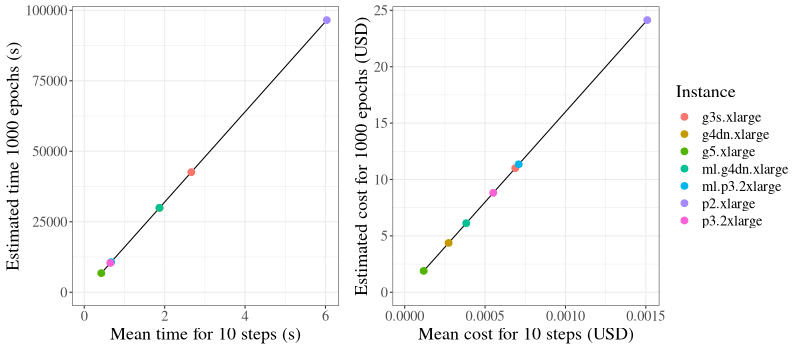 Estimated time 1000 epochs (s)
100000
75000
50000
25000
0
0
2
4
6
Mean time for 10 steps (s)
Estimated cost for 1000 epochs (USD)
25
20
15
10
5
0
0.0000
0.0005
0.0010
0.0015
Mean cost for 10 steps (USD)
Instance
g3s.xlarge
g4dn.xlarge
g5.xlarge
ml.g4dn.xlarge
ml.p3.2xlarge
p2.xlarge
p3.2xlarge